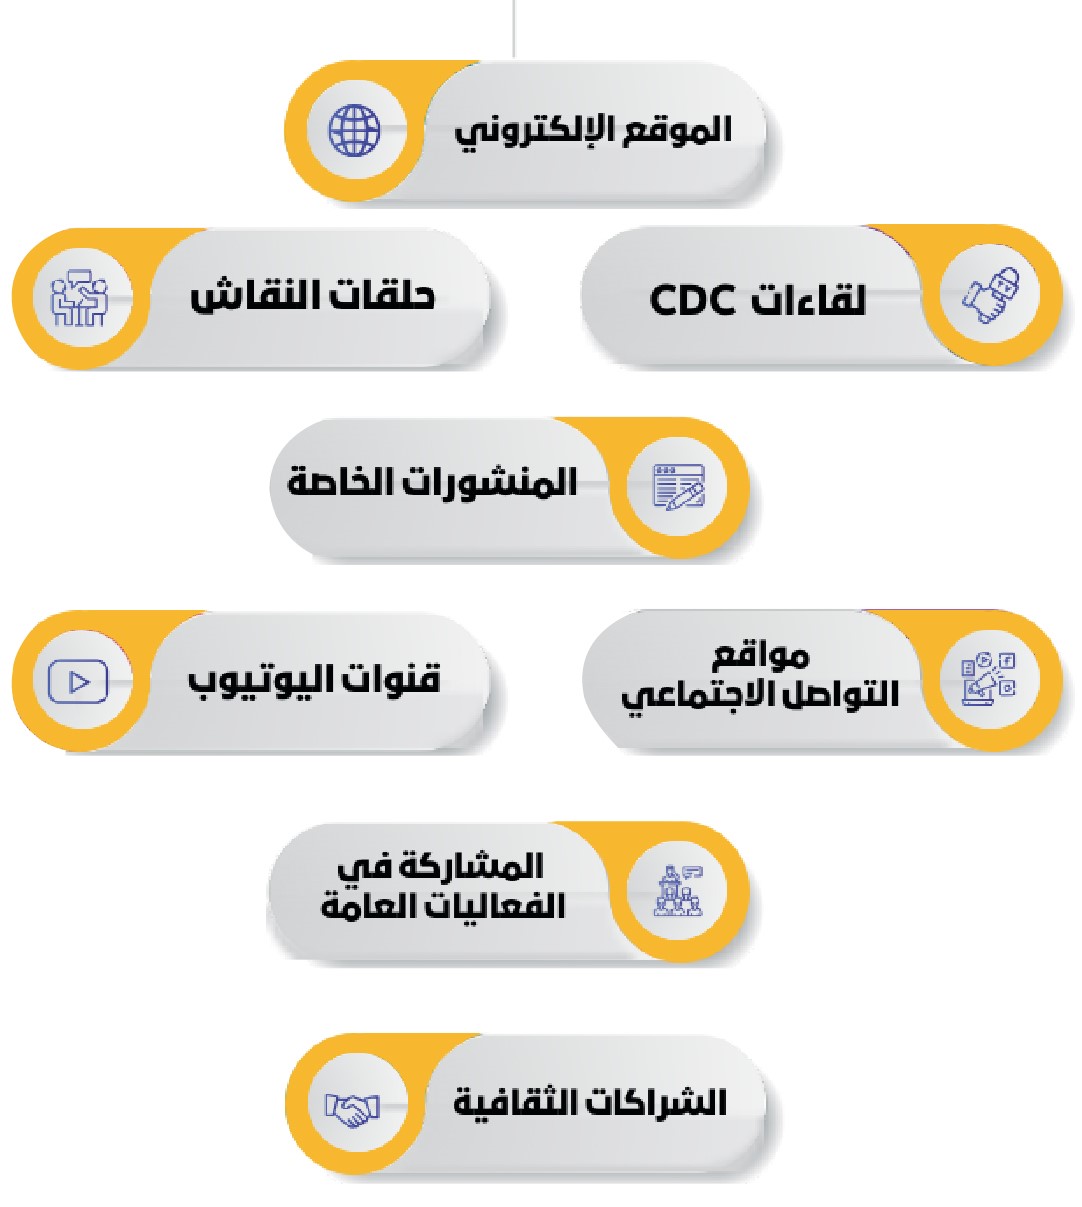 الموقع الإلكتروني
لقاءات CDC
حلقات النقاش
المنشورات الخاصة
مواقع
التواصل الاجتماعي
قنوات اليوتيوب
المشاركة في
الفعاليات العامة
الشراكات الثقافية